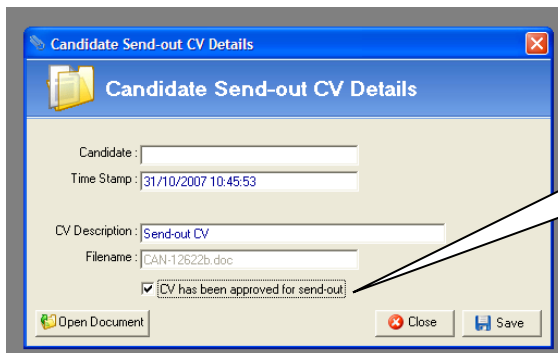 Candidate Send-out CV Details
Candidate Send-out CV Details
Candidate :
Time Stamp : 31/10/2007 10:45:53
CV Description : Send-out CV
Filename : CAN-12622b.doc
CV has been approved for send-out
Open Document
Close
Save